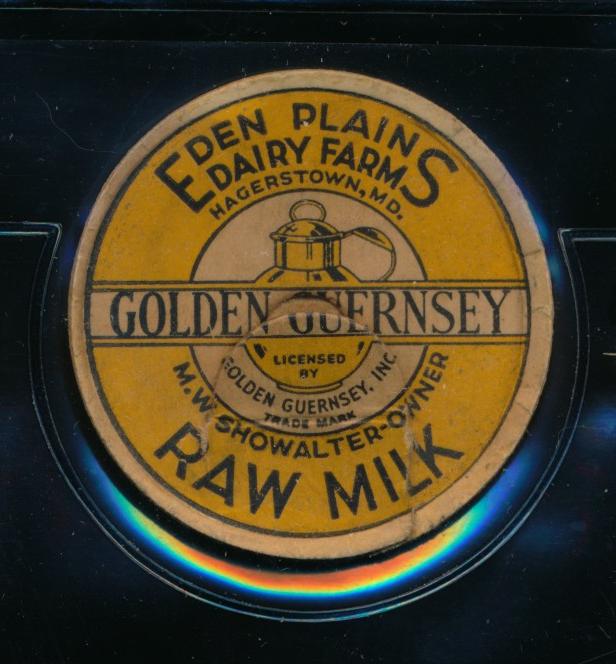 EDEN PLAINS
DAIRY FARMS
HAGERSTOWN, MD.
GOLDEN GUERNSEY
LICENSED
BY
GOLDEN GUERNSEY, INC
TRADE MARK
M.W. SHOWALTER-OWNER
RAW MILK